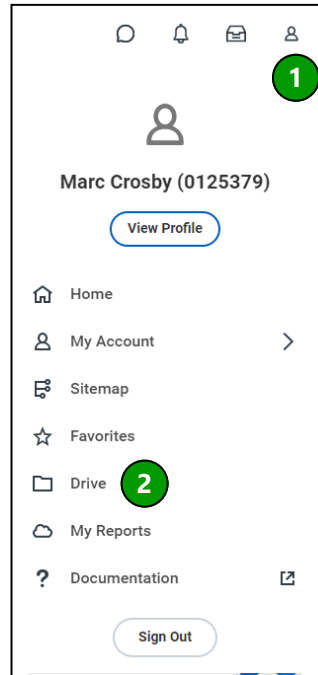 1
Marc Crosby (0125379)
View Profile
Home
My Account
Sitemap
Favorites
Drive 2
My Reports
? Documentation
Sign Out